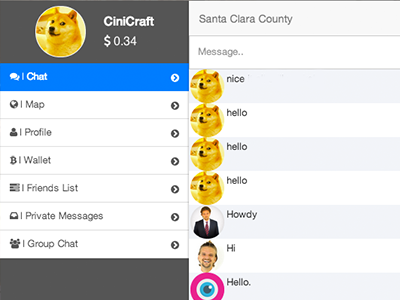 CiniCraft
$ 0.34
| Chat
| Map
| Profile
| Wallet
| Friends List
| Private Messages
| Group Chat
Santa Clara County
Message..
nice
hello
hello
hello
Howdy
Hi
Hello.